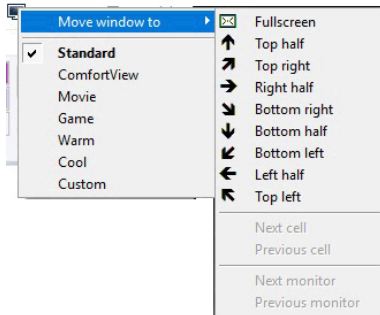 Move window to
Standard
ComfortView
Movie
Game
Warm
Cool
Custom
Fullscreen
Top half
Top right
Right half
Bottom right
Bottom half
Bottom left
Left half
Top left
Next cell
Previous cell
Next monitor
Previous monitor